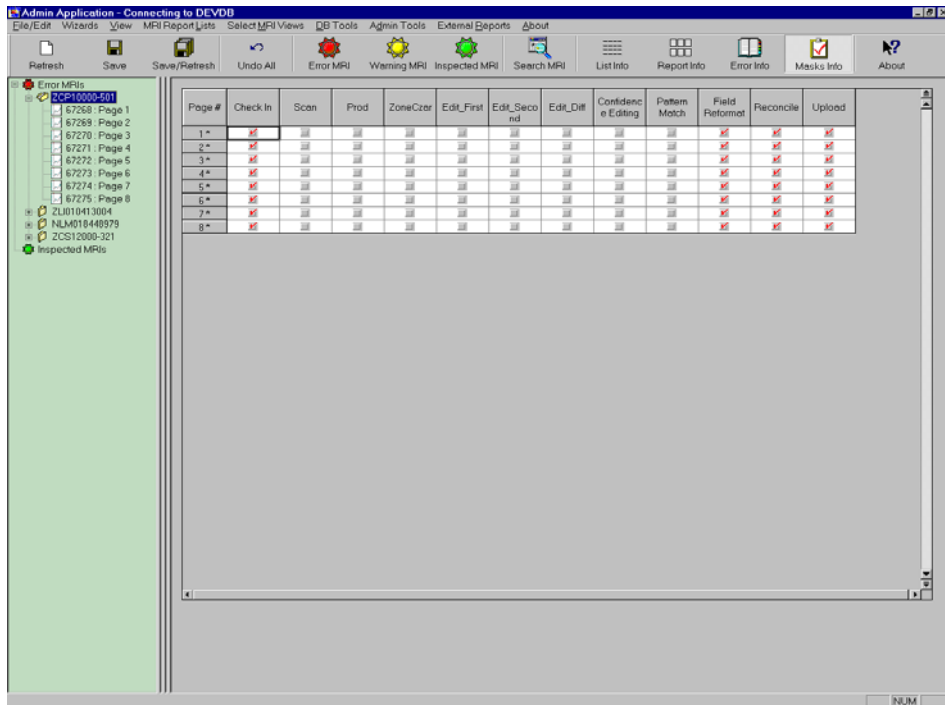 Admin Application - Connecting to DEVDB
File/Edit Wizards View MRI Report Lists Select MRI Views DB Tools Admin Tools External Reports About
Refresh Save Save/Refresh Undo All Error MRI Warning MRI Inspected MRI Search MRI List Info Report Info Error Info Masks Info About
Error MRIs
ZCP10000-501
67268 : Page 1
67269 : Page 2
67270 : Page 3
67271 : Page 4
67272 : Page 5
67273 : Page 6
67274 : Page 7
67275 : Page 8
ZLI010413004
NLM018448979
ZCS12000-321
Inspected MRIs
Page # Check In Scan Prod ZoneCzar Edit_First Edit_Seco Edit_Diff Confidenc Pattern Field Reconcile Upload
nd e Editing Match Reformat
1 *
2 *
3 *
4 *
5 *
6 *
7 *
8 *
NUM